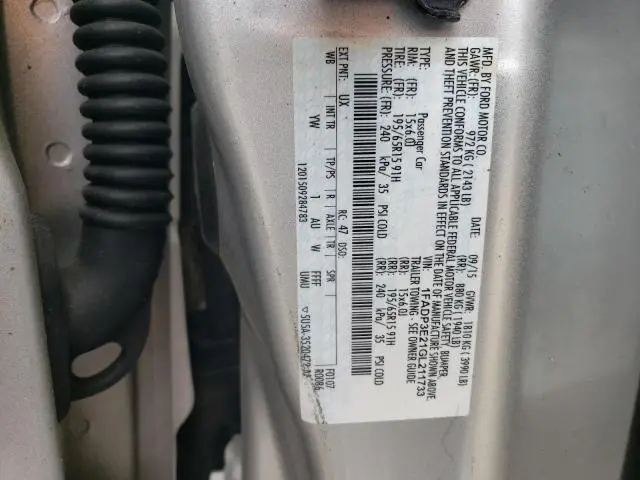 MFD. BY FORD MOTOR CO.
DATE: 09/15 GVWR: 1810 KG ( 3990 LB)
GAWR: (FR): 972 KG ( 2143 LB) (RR): 880 KG ( 1940 LB)
THIS VEHICLE CONFORMS TO ALL APPLICABLE FEDERAL MOTOR VEHICLE SAFETY, BUMPER,
AND THEFT PREVENTION STANDARDS IN EFFECT ON THE DATE OF MANUFACTURE SHOWN ABOVE.
VIN: 1FADP3E21GL211733
TYPE: Passenger Car TRAILER TOWING - SEE OWNER GUIDE
RIM: (FR) 15x6.0J (RR): 15x6.0J
TIRE: (FR) 195/65R15 91H (RR): 195/65R15 91H
PRESSURE: (FR): 240 kPa/ 35 PSI COLD (RR): 240 kPa/ 35 PSI COLD
EXT PNT: UX RC: 47 DSO: FD107
WB INT TR TP/PS R AXLE TR SPR R0086
YW 1 AU W FFFF UMU
1201509284783